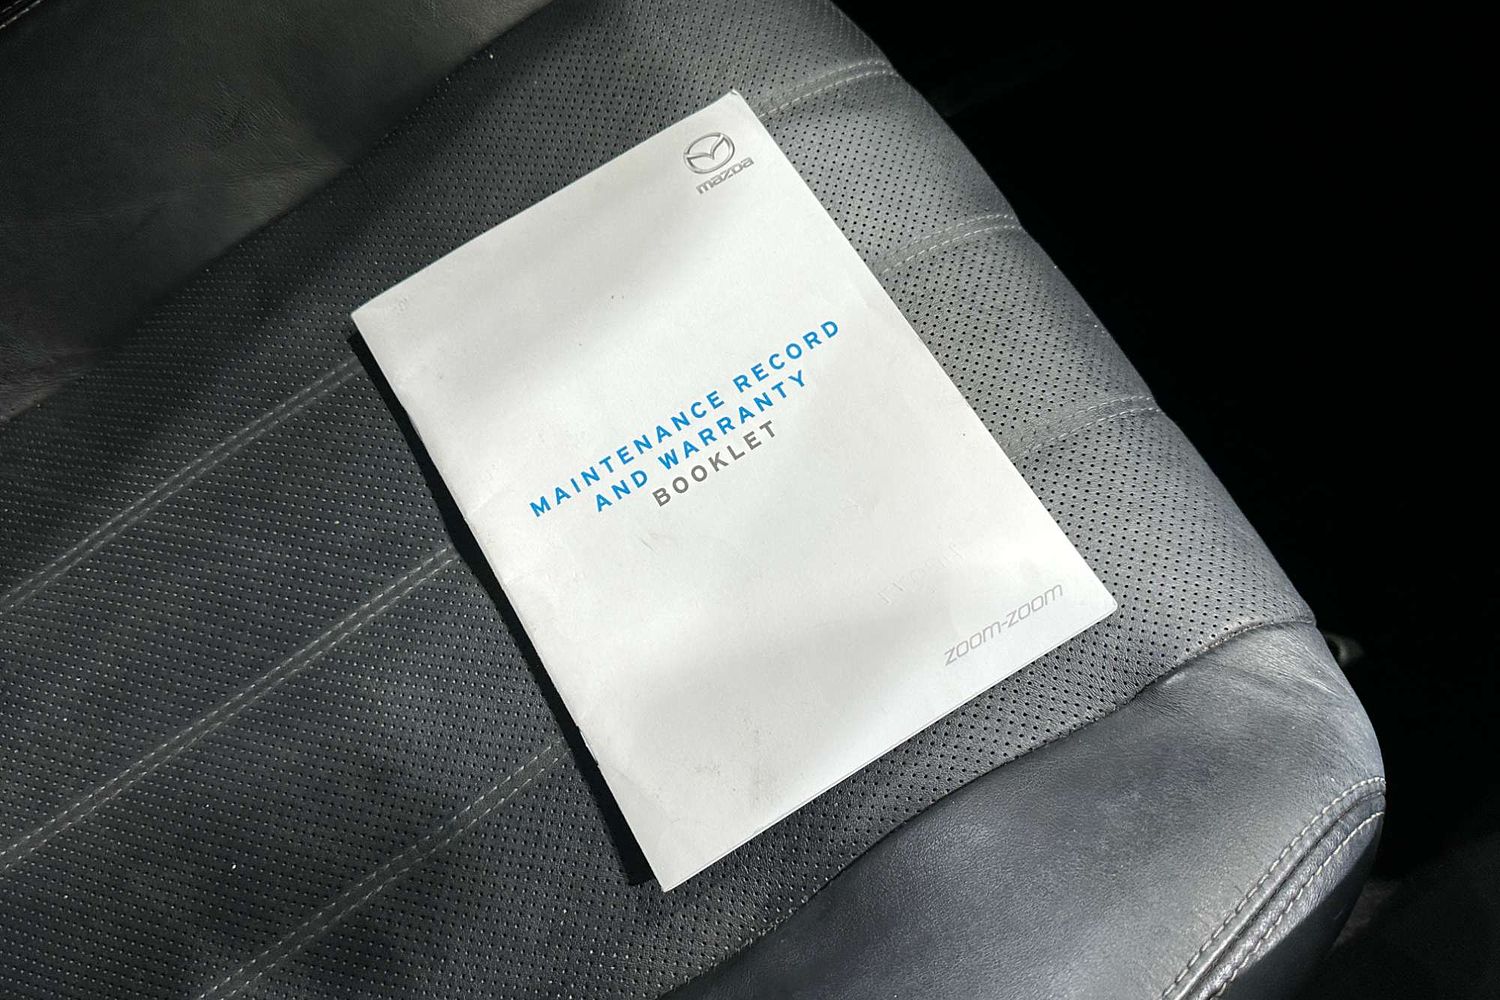 mazda
MAINTENANCE RECORD
AND WARRANTY
BOOKLET
zoom-zoom